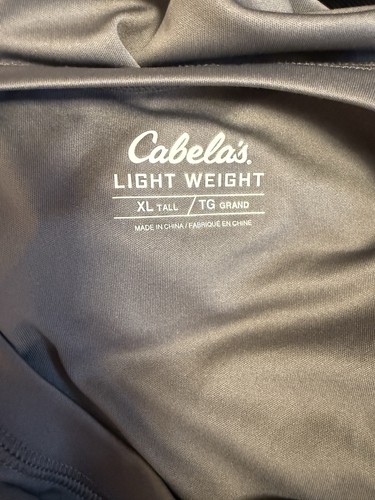 Cabela's.
LIGHT WEIGHT
XL TALL / TG GRAND
MADE IN CHINA / FABRIQUÉ EN CHINE